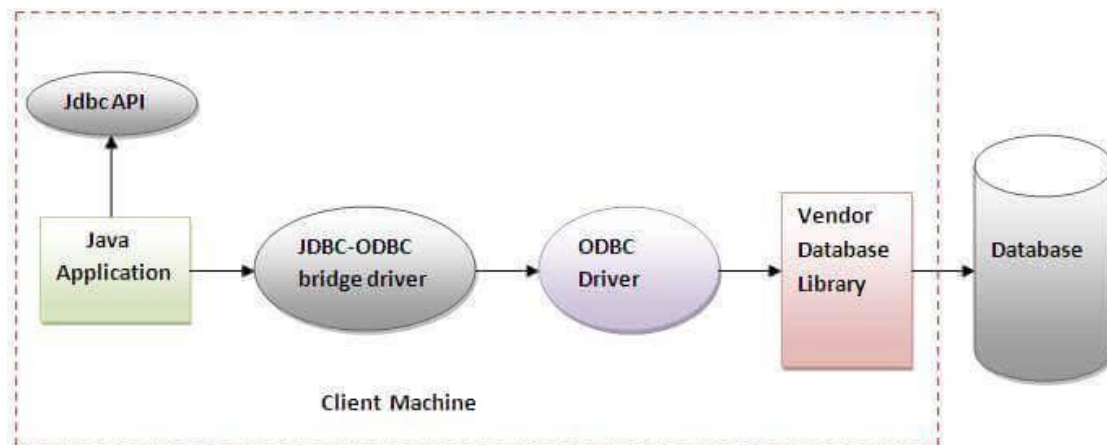 Jdbc API
Java
Application
JDBC-ODBC
bridge driver
ODBC
Driver
Vendor
Database
Library
Database
Client Machine